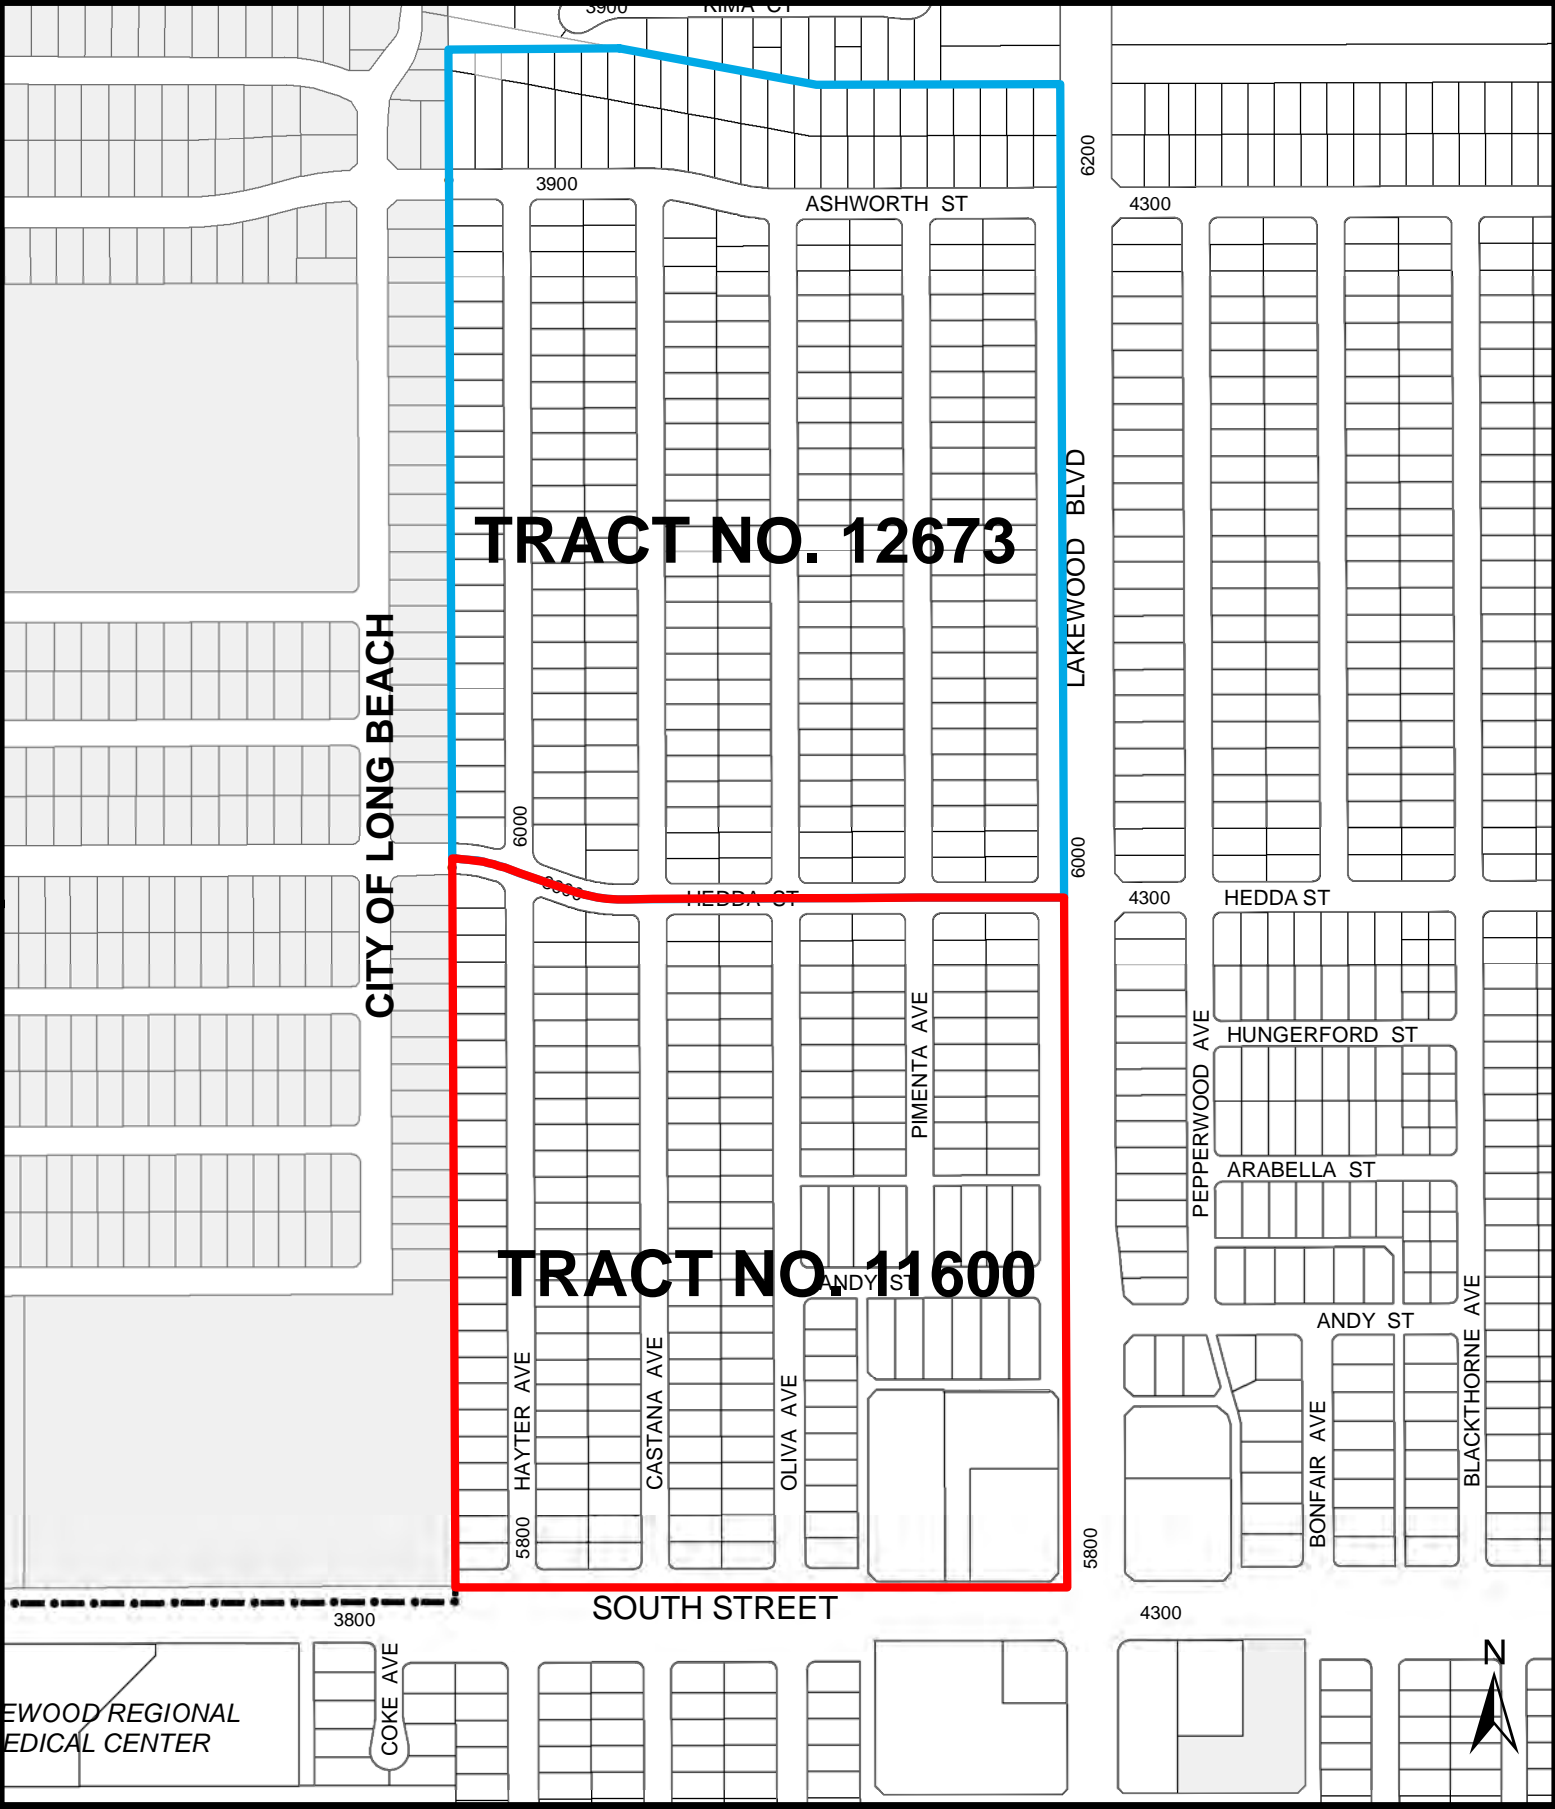 3900
RIMA CT
6200
3900
ASHWORTH ST
4300
LAKEWOOD BLVD
TRACT NO. 12673
CITY OF LONG BEACH
6000
6000
HEDDA ST
4300
HEDDA ST
PIMENTA AVE
PEPPERWOOD AVE
HUNGERFORD ST
ARABELLA ST
TRACT NO. 11600
ANDY ST
ANDY ST
HAYTER AVE
CASTANA AVE
OLIVA AVE
BONFAIR AVE
BLACKTHORNE AVE
5800
5800
SOUTH STREET
3800
4300
COKE AVE
N
EWOOD REGIONAL
EDICAL CENTER